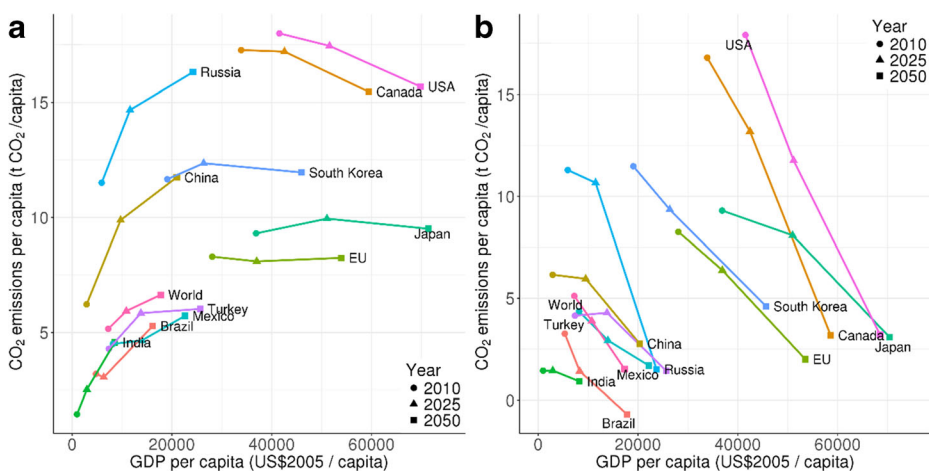 a
CO2 emissions per capita (t CO2 /capita)
15
10
5
0
20000
40000
60000
GDP per capita (US$2005 / capita)
Russia
USA
Canada
China
South Korea
Japan
EU
World
Turkey
Mexico
Brazil
India
Year
2010
2025
2050
b
CO2 emissions per capita (t CO2 /capita)
15
10
5
0
0
20000
40000
60000
GDP per capita (US$2005 / capita)
USA
Year
2010
2025
2050
World
Turkey
South Korea
China
Canada
Japan
EU
India
Mexico
Russia
Brazil